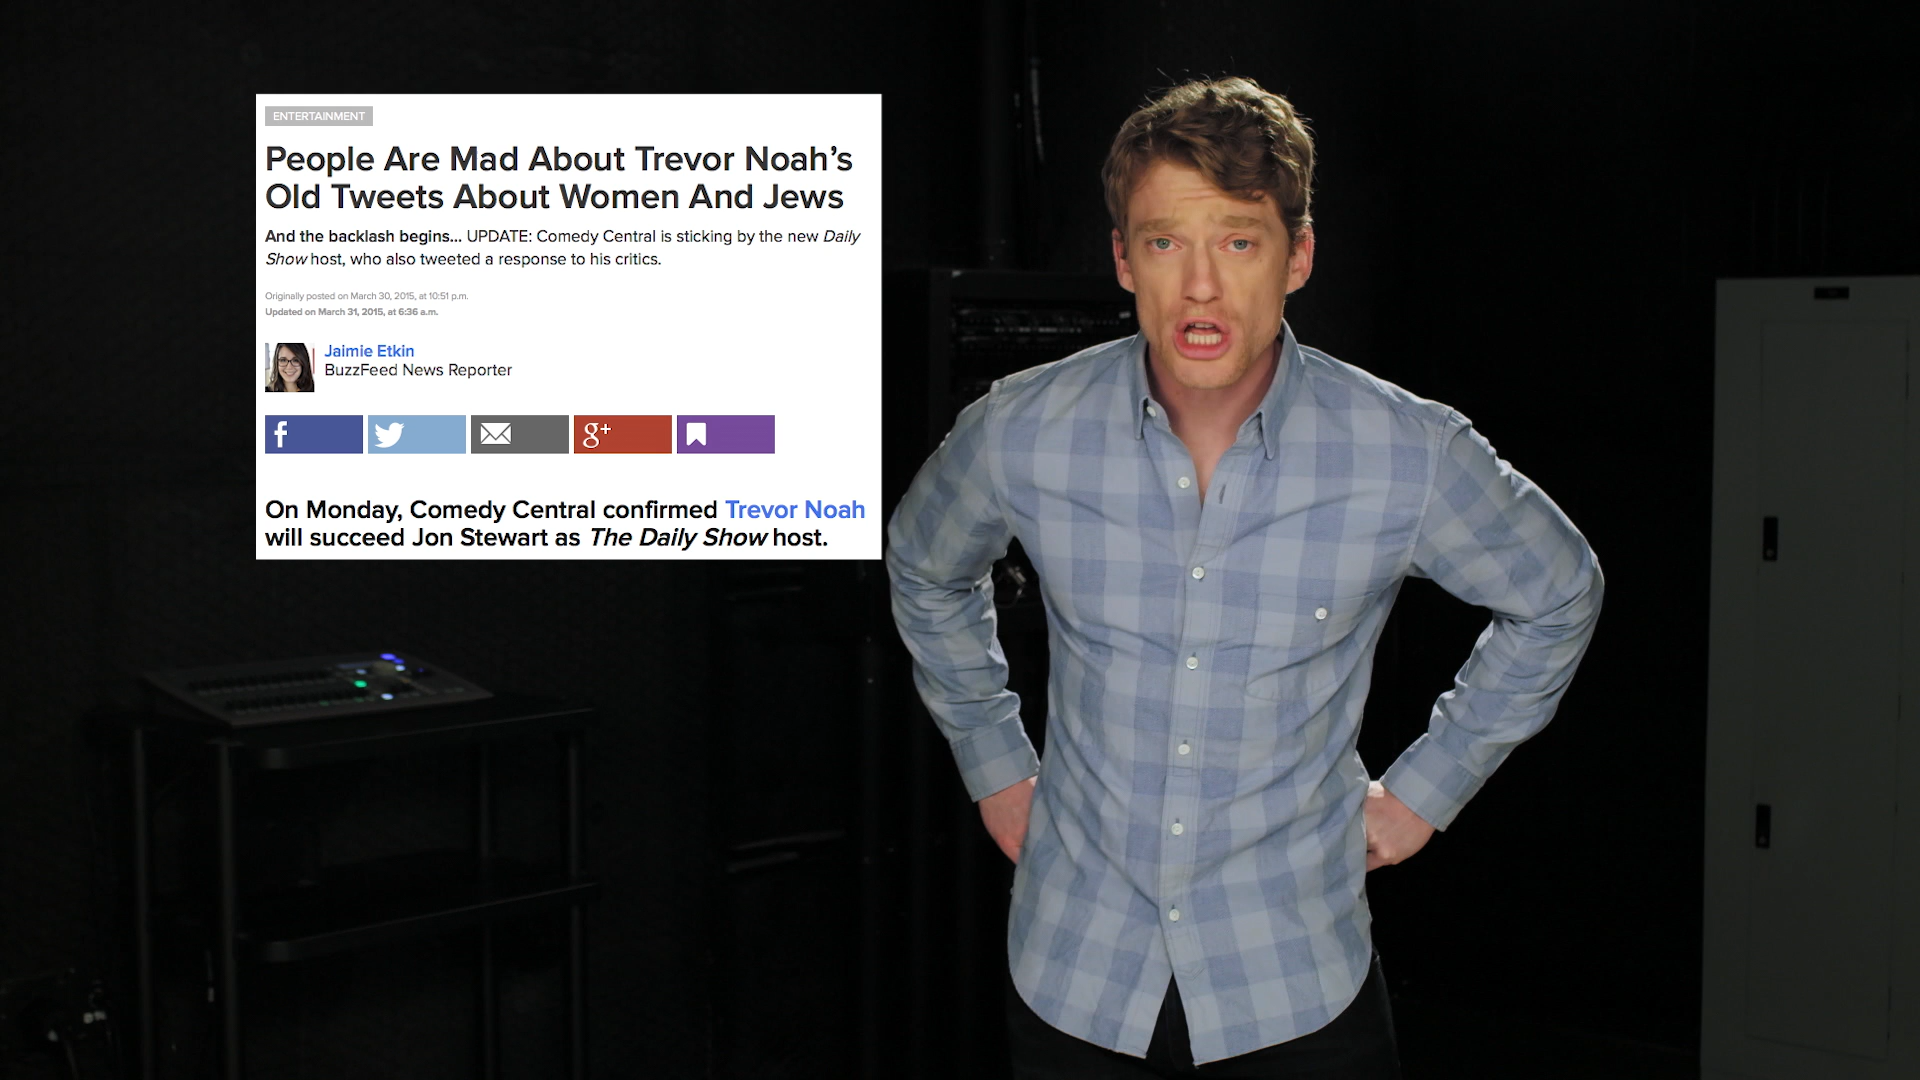 ENTERTAINMENT
People Are Mad About Trevor Noah’s
Old Tweets About Women And Jews
And the backlash begins... UPDATE: Comedy Central is sticking by the new Daily
Show host, who also tweeted a response to his critics.
Originally posted on March 30, 2015, at 10:51 p.m.
Updated on March 31, 2015, at 6:36 a.m.
Jaimie Etkin
BuzzFeed News Reporter
f
g+
On Monday, Comedy Central confirmed Trevor Noah
will succeed Jon Stewart as The Daily Show host.